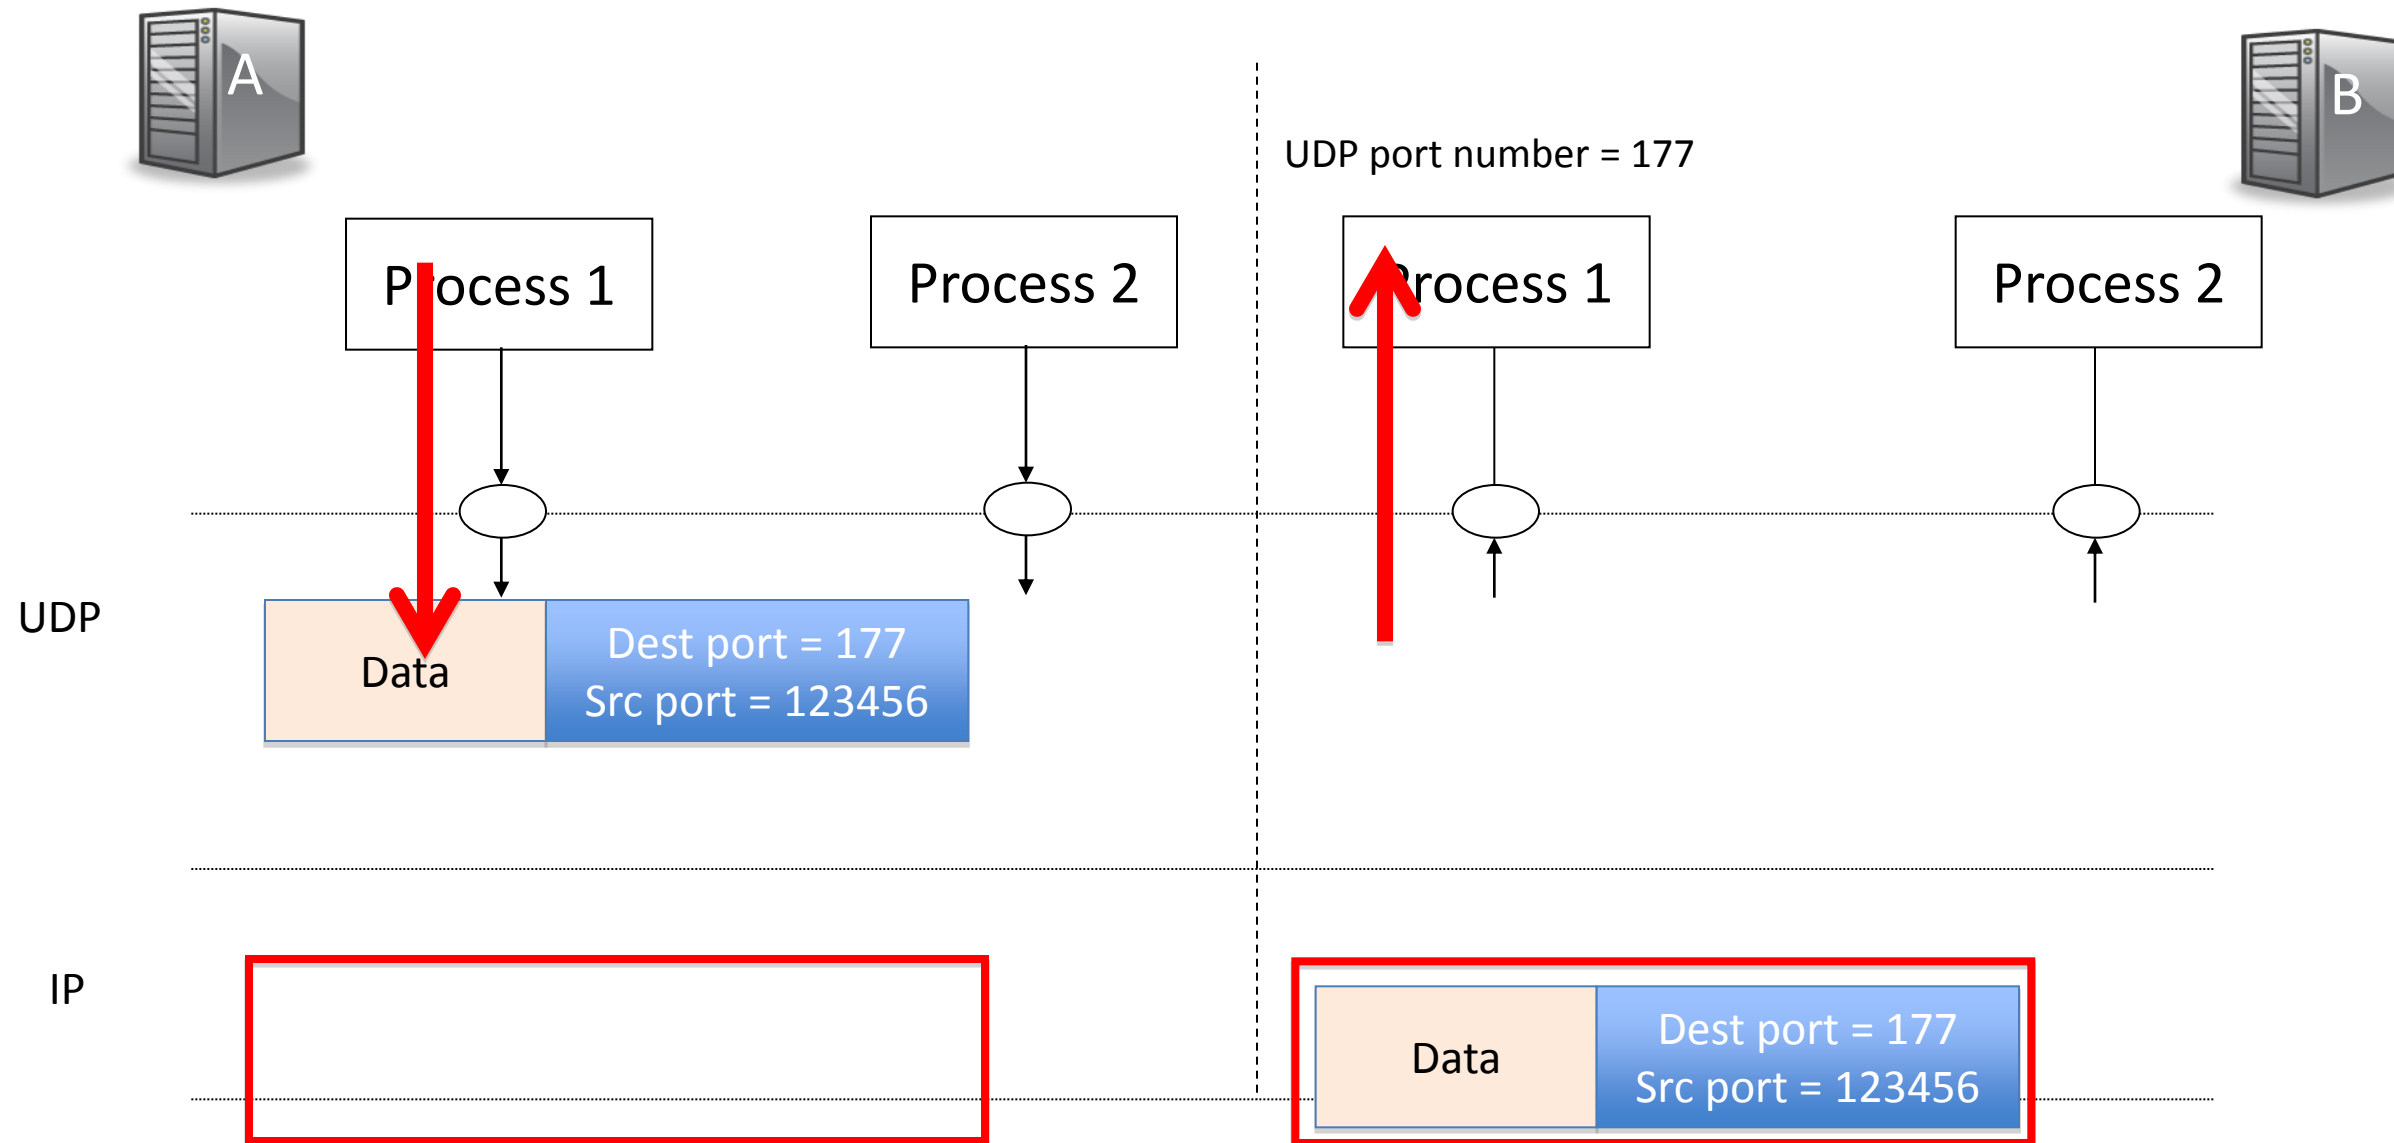 A
B
UDP port number = 177
Process 1
Process 2
Process 1
Process 2
UDP
Data
Dest port = 177
Src port = 123456
IP
Data
Dest port = 177
Src port = 123456